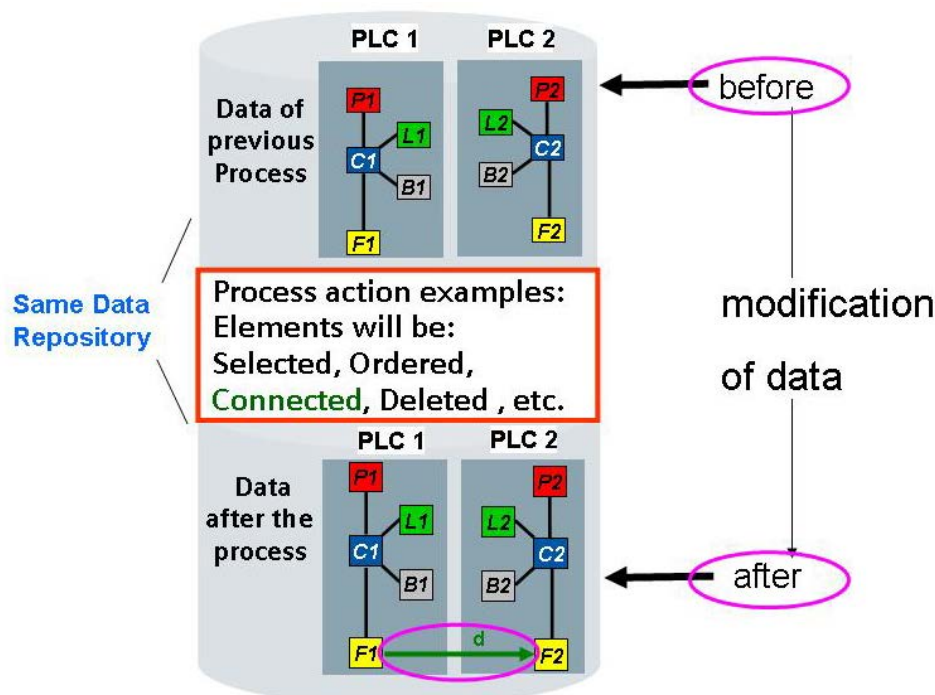 PLC 1
PLC 2
Data of
previous
Process
P1
L1
C1
B1
F1
P2
L2
C2
B2
F2
before
Same Data
Repository
Process action examples:
Elements will be:
Selected, Ordered,
Connected, Deleted , etc.
modification
of data
PLC 1
PLC 2
Data
after the
process
P1
L1
C1
B1
F1
d
P2
L2
C2
B2
F2
after